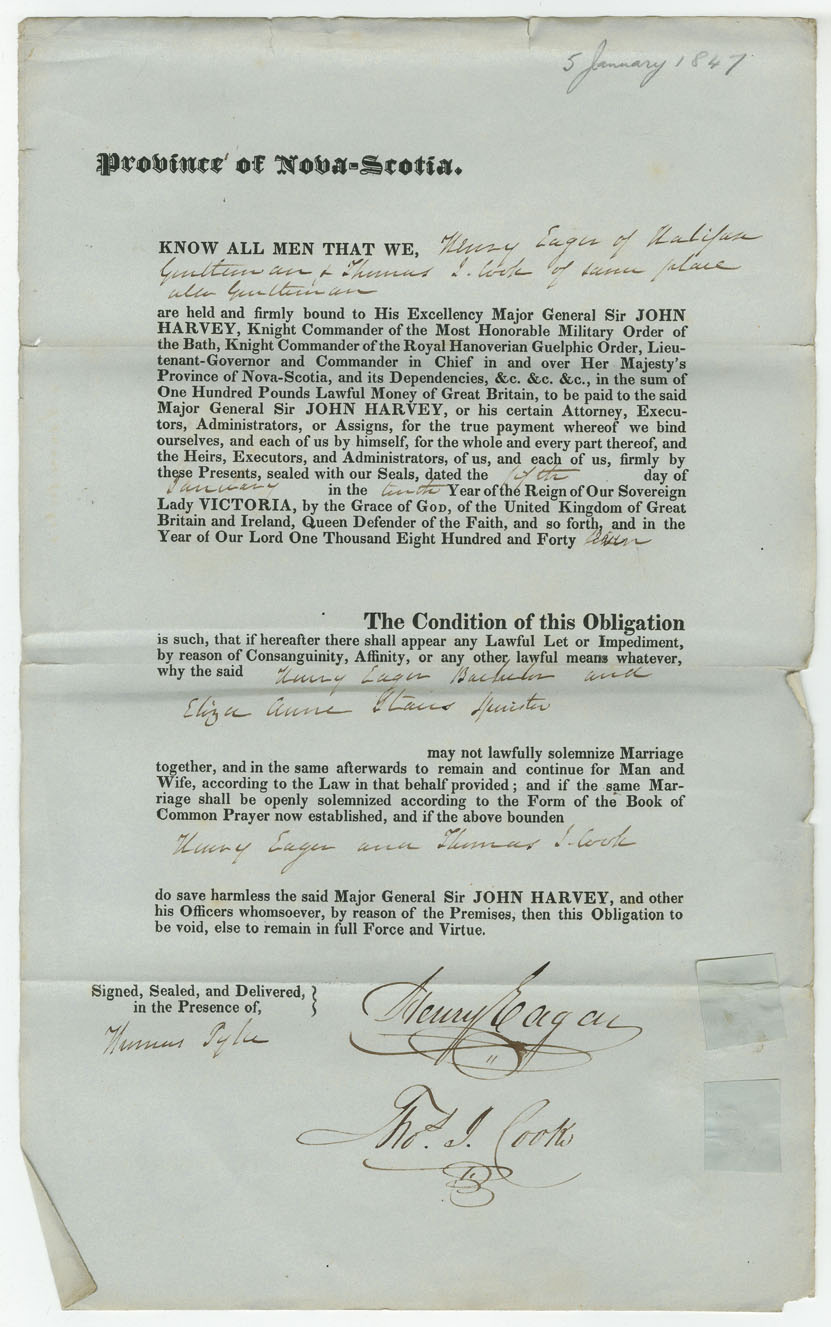 5 January 1847
Province of Nova-Scotia.
KNOW ALL MEN THAT WE, Henry Eagar of Halifax
Gentleman & Thomas J. Cook of same place
also Gentleman
are held and firmly bound to His Excellency Major General Sir JOHN
HARVEY, Knight Commander of the Most Honorable Military Order of
the Bath, Knight Commander of the Royal Hanoverian Guelphic Order, Lieu-
tenant-Governor and Commander in Chief in and over Her Majesty's
Province of Nova-Scotia, and its Dependencies, &c. &c. &c., in the sum of
One Hundred Pounds Lawful Money of Great Britain, to be paid to the said
Major General Sir JOHN HARVEY, or his certain Attorney, Execu-
tors, Administrators, or Assigns, for the true payment whereof we bind
ourselves, and each of us by himself, for the whole and every part thereof, and
the Heirs, Executors, and Administrators, of us, and each of us, firmly by
these Presents, sealed with our Seals, dated the fifth day of
January in the tenth Year of the Reign of Our Sovereign
Lady VICTORIA, by the Grace of GOD, of the United Kingdom of Great
Britain and Ireland, Queen Defender of the Faith, and so forth, and in the
Year of Our Lord One Thousand Eight Hundred and Forty seven
The Condition of this Obligation
is such, that if hereafter there shall appear any Lawful Let or Impediment,
by reason of Consanguinity, Affinity, or any other lawful means whatever,
why the said Henry Eagar Bachelor and
Eliza Anne Stairs Spinster
may not lawfully solemnize Marriage
together, and in the same afterwards to remain and continue for Man and
Wife, according to the Law in that behalf provided; and if the same Mar-
riage shall be openly solemnized according to the Form of the Book of
Common Prayer now established, and if the above bounden
Henry Eagar and Thomas J. Cook
do save harmless the said Major General Sir JOHN HARVEY, and other
his Officers whomsoever, by reason of the Premises, then this Obligation to
be void, else to remain in full Force and Virtue.
Signed, Sealed, and Delivered,
in the Presence of,
Thomas Pyke
Henry Eagar
Thos. J. Cook